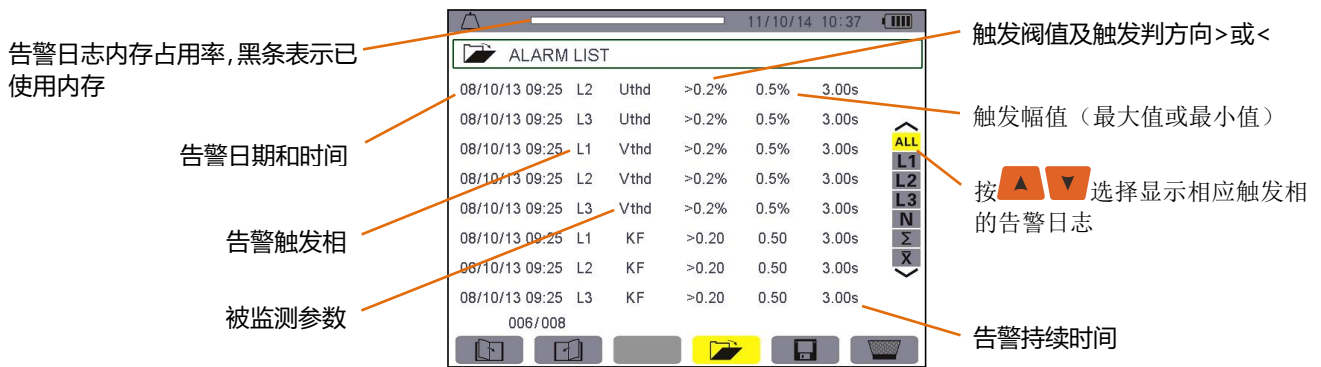 11/10/14 10:37
告警日志内存占用率,黑条表示已
使用内存
触发阀值及触发判方向>或<
ALARM LIST
08/10/13 09:25 L2 Uthd >0.2% 0.5% 3.00s
08/10/13 09:25 L3 Uthd >0.2% 0.5% 3.00s
08/10/13 09:25 L1 Vthd >0.2% 0.5% 3.00s
08/10/13 09:25 L2 Vthd >0.2% 0.5% 3.00s
08/10/13 09:25 L3 Vthd >0.2% 0.5% 3.00s
08/10/13 09:25 L1 KF >0.20 0.50 3.00s
08/10/13 09:25 L2 KF >0.20 0.50 3.00s
08/10/13 09:25 L3 KF >0.20 0.50 3.00s
006/008
ALL
L1
L2
L3
N
Σ
X̅
告警日期和时间
告警触发相
被监测参数
触发幅值（最大值或最小值）
按▲ ▼选择显示相应触发相
的告警日志
告警持续时间